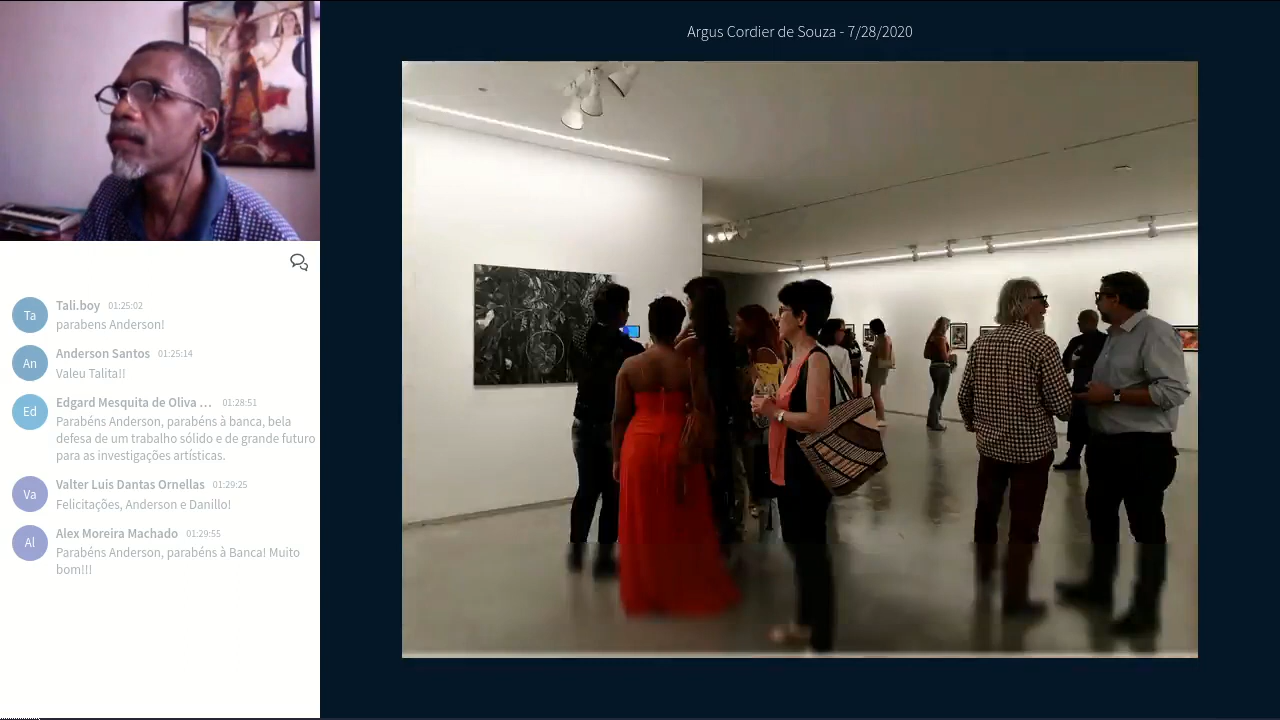 Argus Cordier de Souza - 7/28/2020
Ta
Tali.boy 01:25:02
parabens Anderson!
An
Anderson Santos 01:25:14
Valeu Talita!!
Ed
Edgard Mesquita de Oliva ... 01:28:51
Parabéns Anderson, parabéns à banca, bela
defesa de um trabalho sólido e de grande futuro
para as investigações artísticas.
Va
Valter Luís Dantas Ornellas 01:29:25
Felicitações, Anderson e Danillo!
Al
Alex Moreira Machado 01:29:55
Parabéns Anderson, parabéns à Banca! Muito
bom!!!